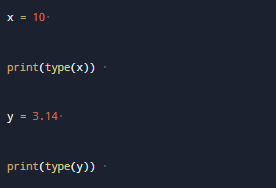 x = 10
print(type(x))
y = 3.14
print(type(y))